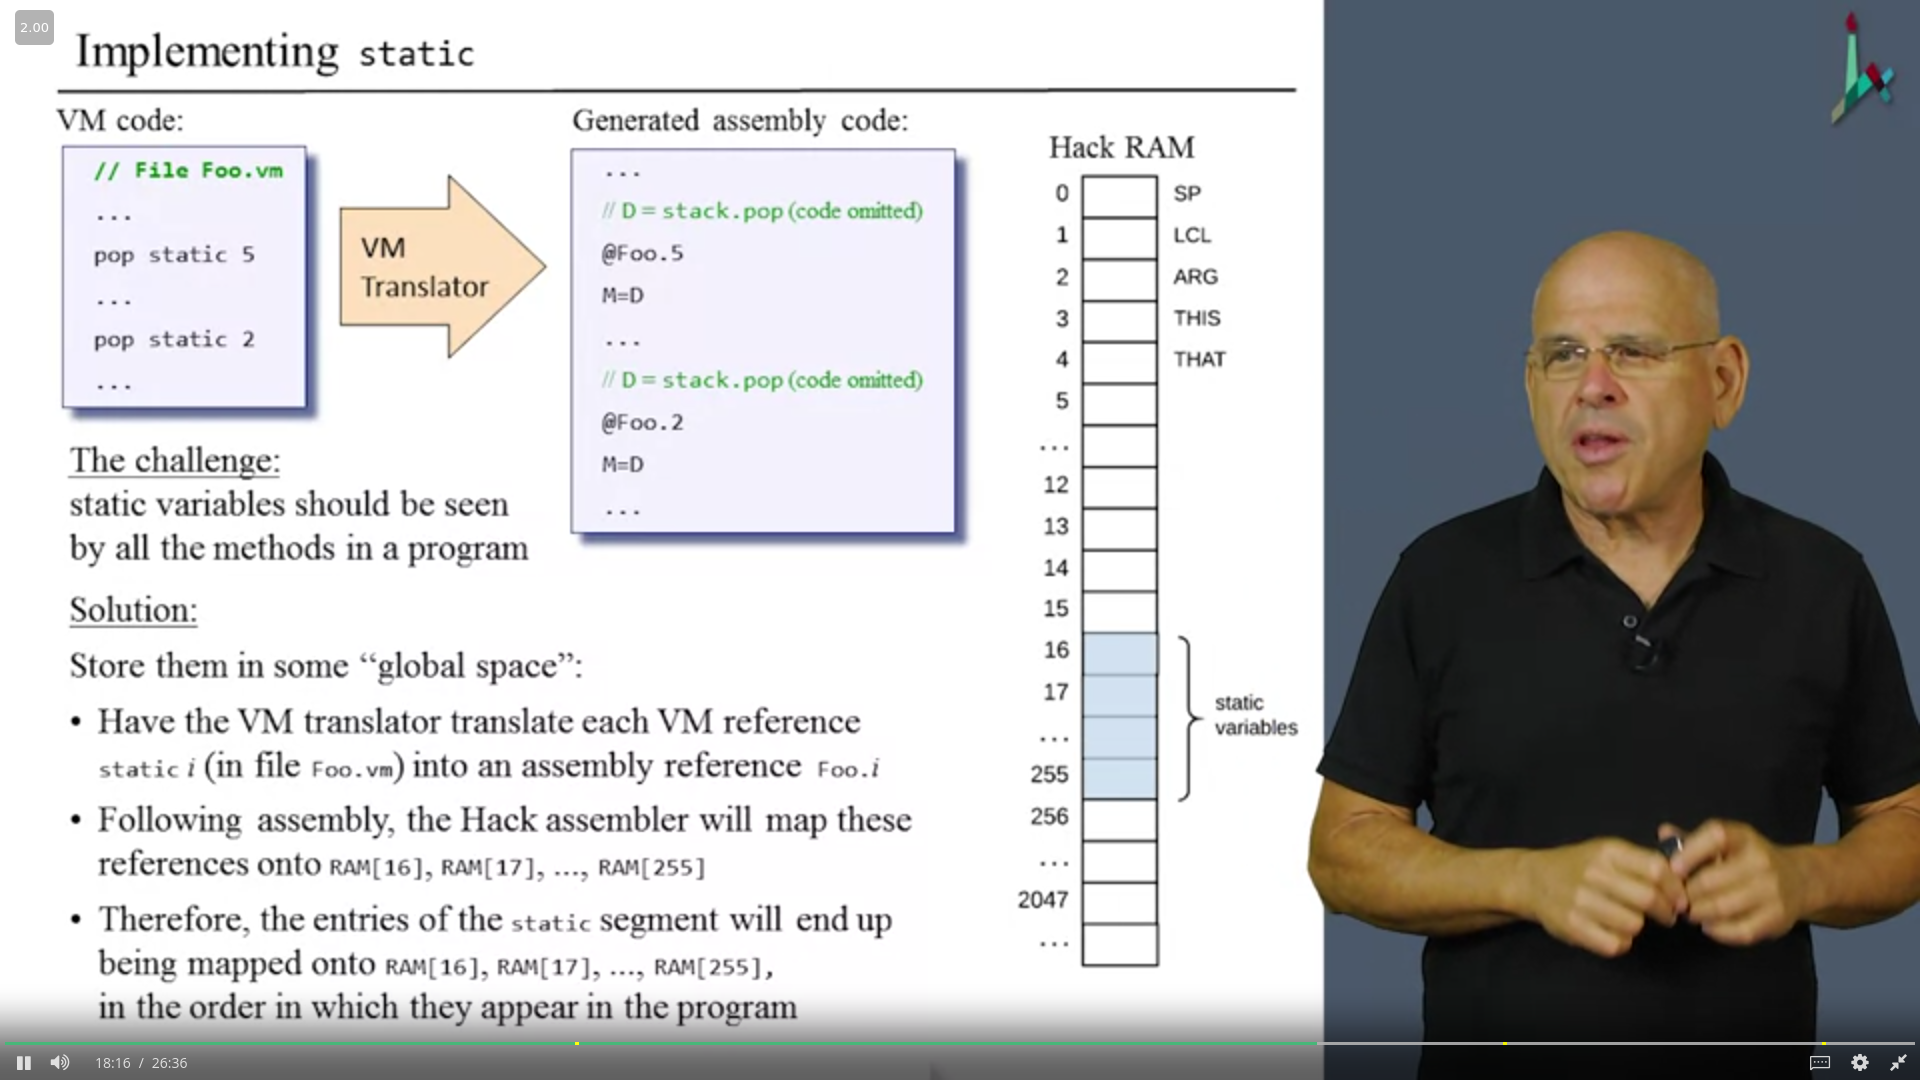 2.00
Implementing static
VM code:
// File Foo.vm
...
pop static 5
...
pop static 2
...
VM
Translator
Generated assembly code:
...
// D = stack.pop (code omitted)
@Foo.5
M=D
...
// D = stack.pop (code omitted)
@Foo.2
M=D
...
The challenge:
static variables should be seen
by all the methods in a program
Solution:
Store them in some “global space”:
• Have the VM translator translate each VM reference
static i (in file Foo.vm) into an assembly reference Foo.i
• Following assembly, the Hack assembler will map these
references onto RAM[16], RAM[17], ..., RAM[255]
• Therefore, the entries of the static segment will end up
being mapped onto RAM[16], RAM[17], ..., RAM[255],
in the order in which they appear in the program
Hack RAM
0 SP
1 LCL
2 ARG
3 THIS
4 THAT
5
...
12
13
14
15
16
17
...
255
static
variables
256
...
2047
...
18:16 / 26:36